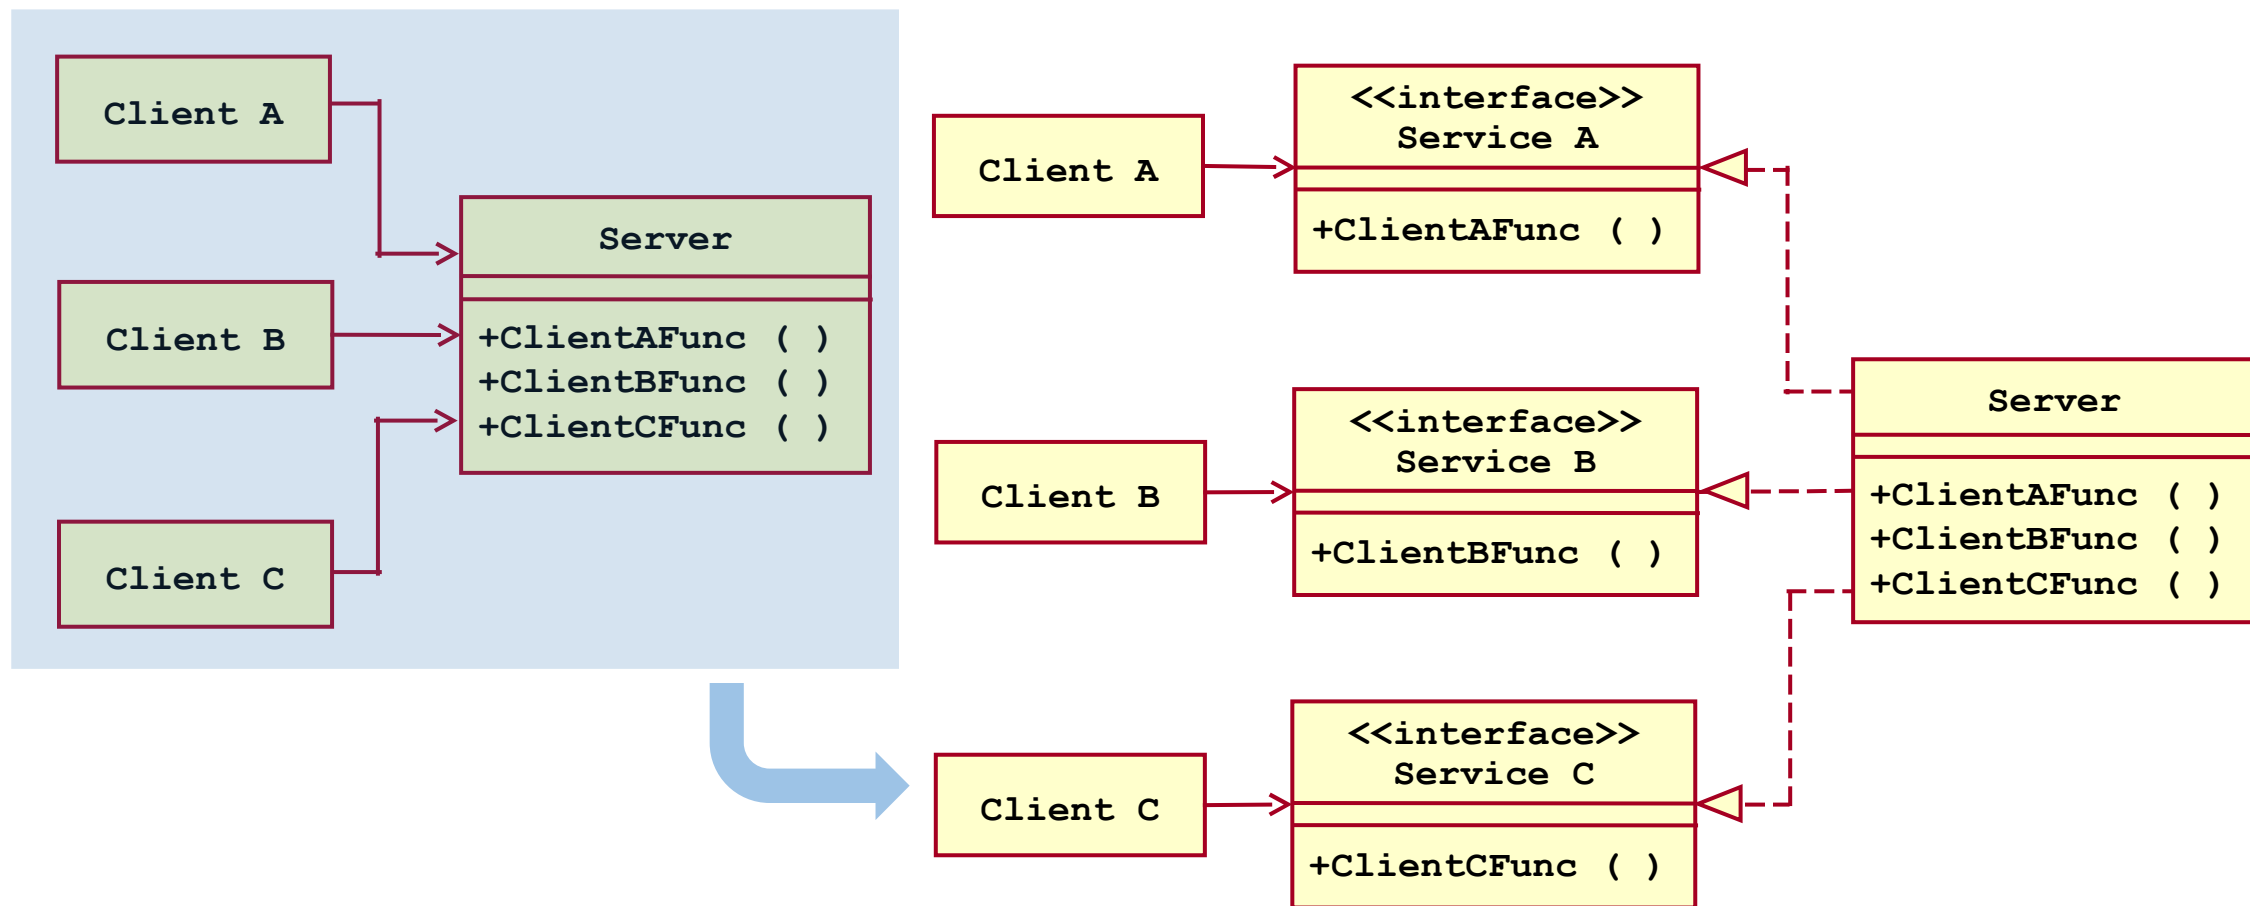 Client A
Client B
Client C
Server
+ClientAFunc ( )
+ClientBFunc ( )
+ClientCFunc ( )
Client A
<<interface>>
Service A
+ClientAFunc ( )
Client B
<<interface>>
Service B
+ClientBFunc ( )
Client C
<<interface>>
Service C
+ClientCFunc ( )
Server
+ClientAFunc ( )
+ClientBFunc ( )
+ClientCFunc ( )